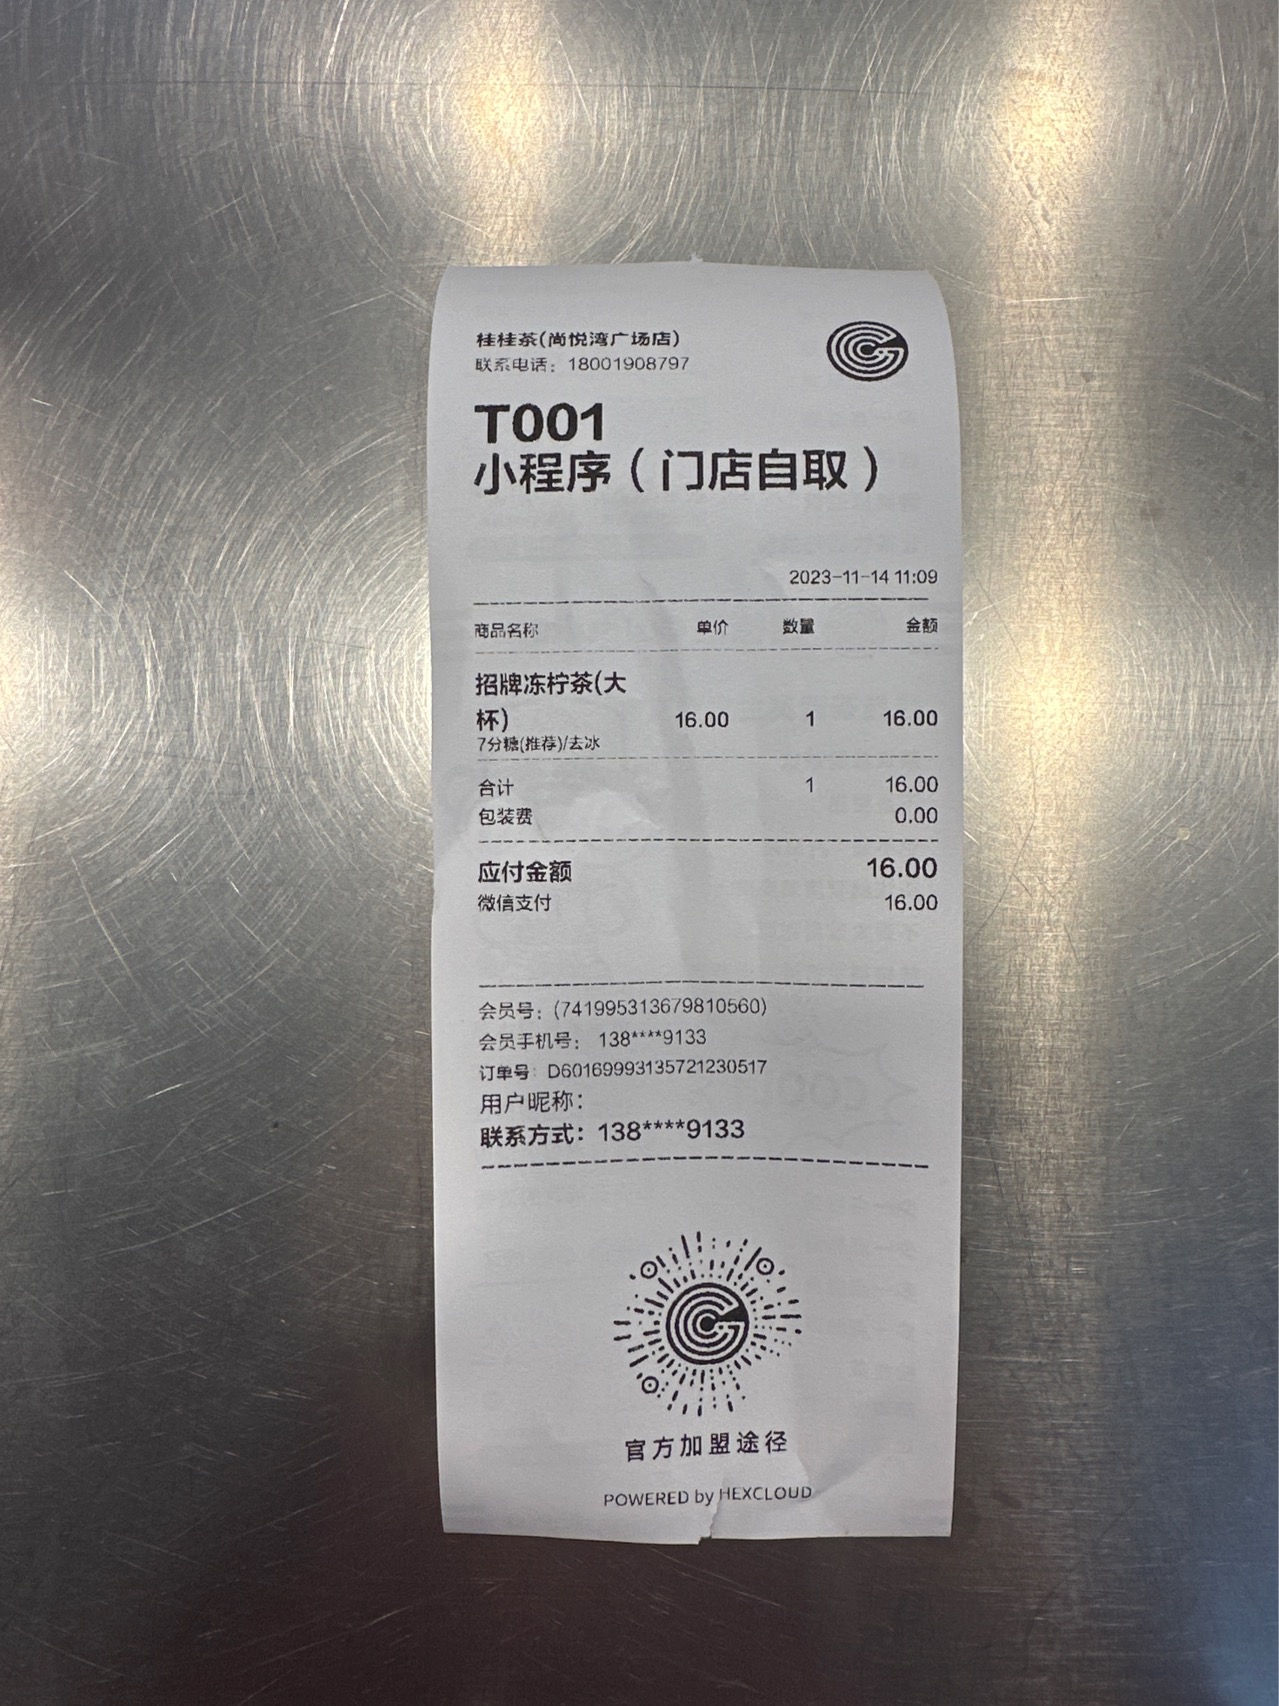 桂桂茶(尚悦湾广场店)
联系电话：18001908797
T001
小程序（门店自取）
2023-11-14 11:09
商品名称 单价 数量 金额
招牌冻柠茶(大
杯) 16.00 1 16.00
7分糖(推荐)/去冰
合计 1 16.00
包装费 0.00
应付金额 16.00
微信支付 16.00
会员号：(741995313679810560)
会员手机号： 138****9133
订单号：D601699931357212305​17
用户昵称：
联系方式：138****9133
官方加盟途径
POWERED by HEXCLOUD